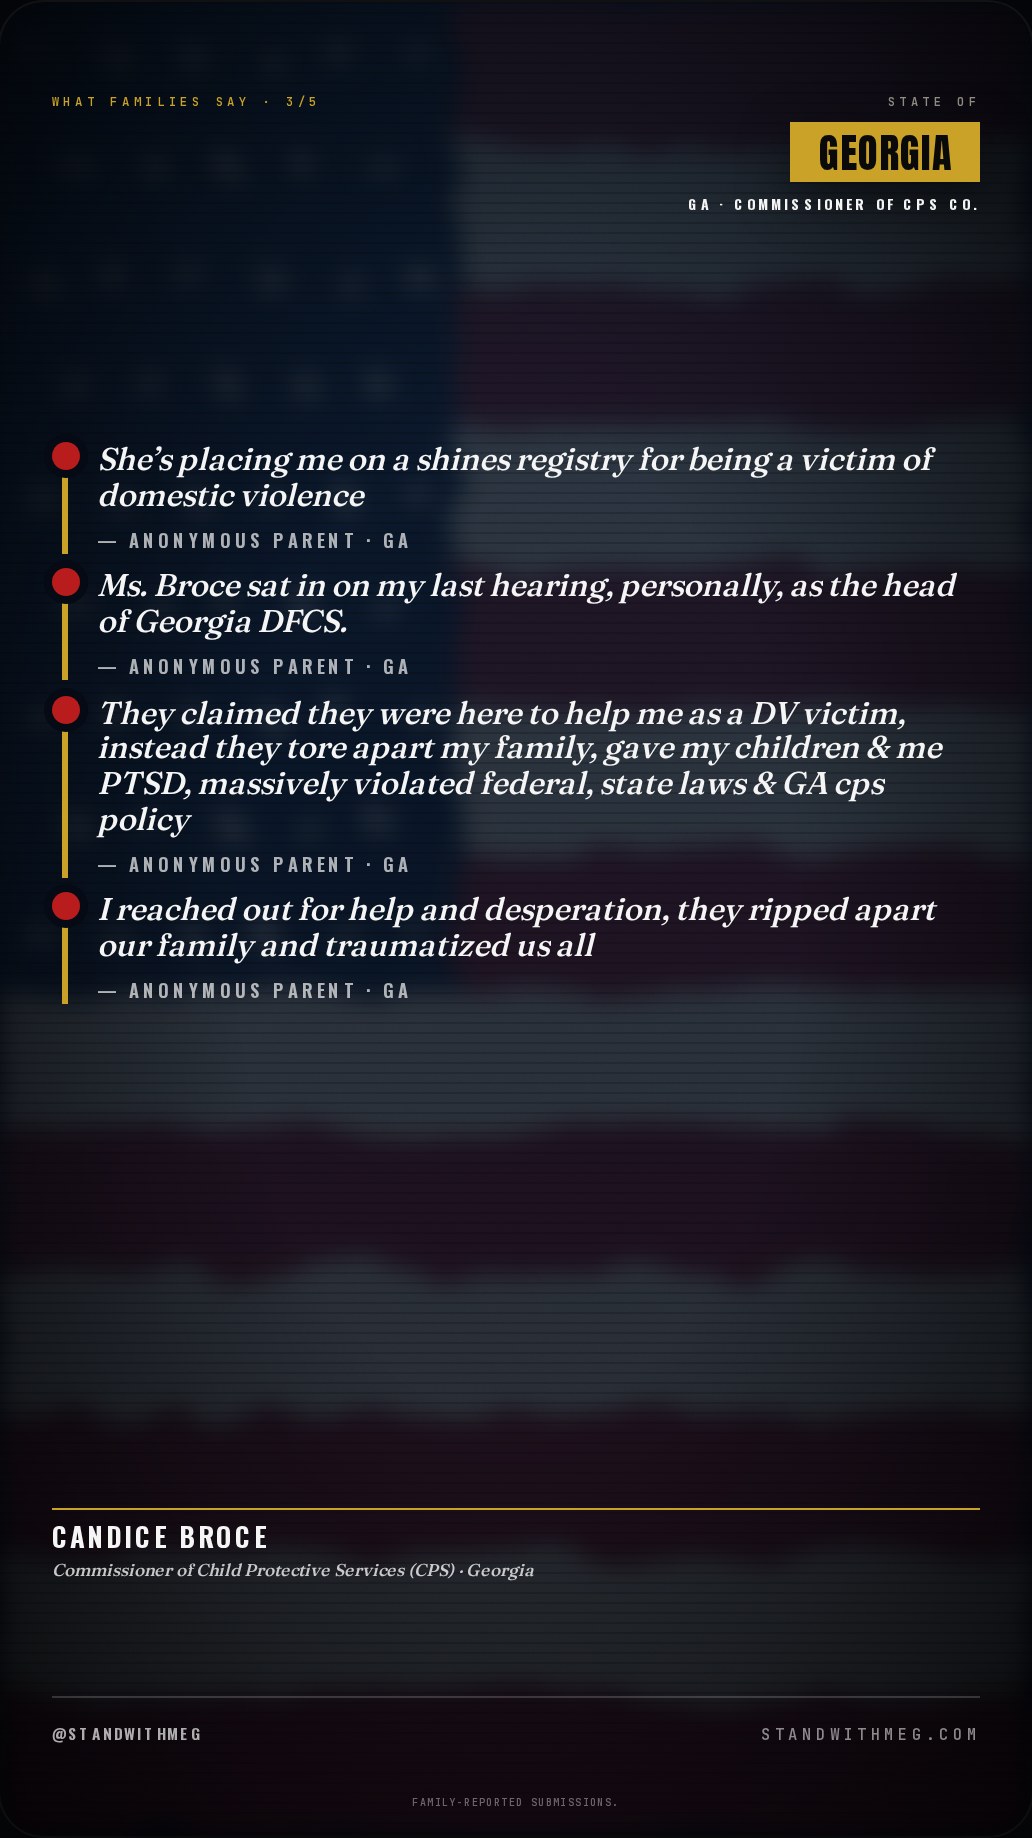 WHAT FAMILIES SAY · 3/5
STATE OF
GEORGIA
GA · COMMISSIONER OF CPS CO.
She’s placing me on a shines registry for being a victim of
domestic violence
— ANONYMOUS PARENT · GA
Ms. Broce sat in on my last hearing, personally, as the head
of Georgia DFCS.
— ANONYMOUS PARENT · GA
They claimed they were here to help me as a DV victim,
instead they tore apart my family, gave my children & me
PTSD, massively violated federal, state laws & GA cps
policy
— ANONYMOUS PARENT · GA
I reached out for help and desperation, they ripped apart
our family and traumatized us all
— ANONYMOUS PARENT · GA
CANDICE BROCE
Commissioner of Child Protective Services (CPS) · Georgia
@STANDWITHMEG
STANDWITHMEG.COM
FAMILY-REPORTED SUBMISSIONS.